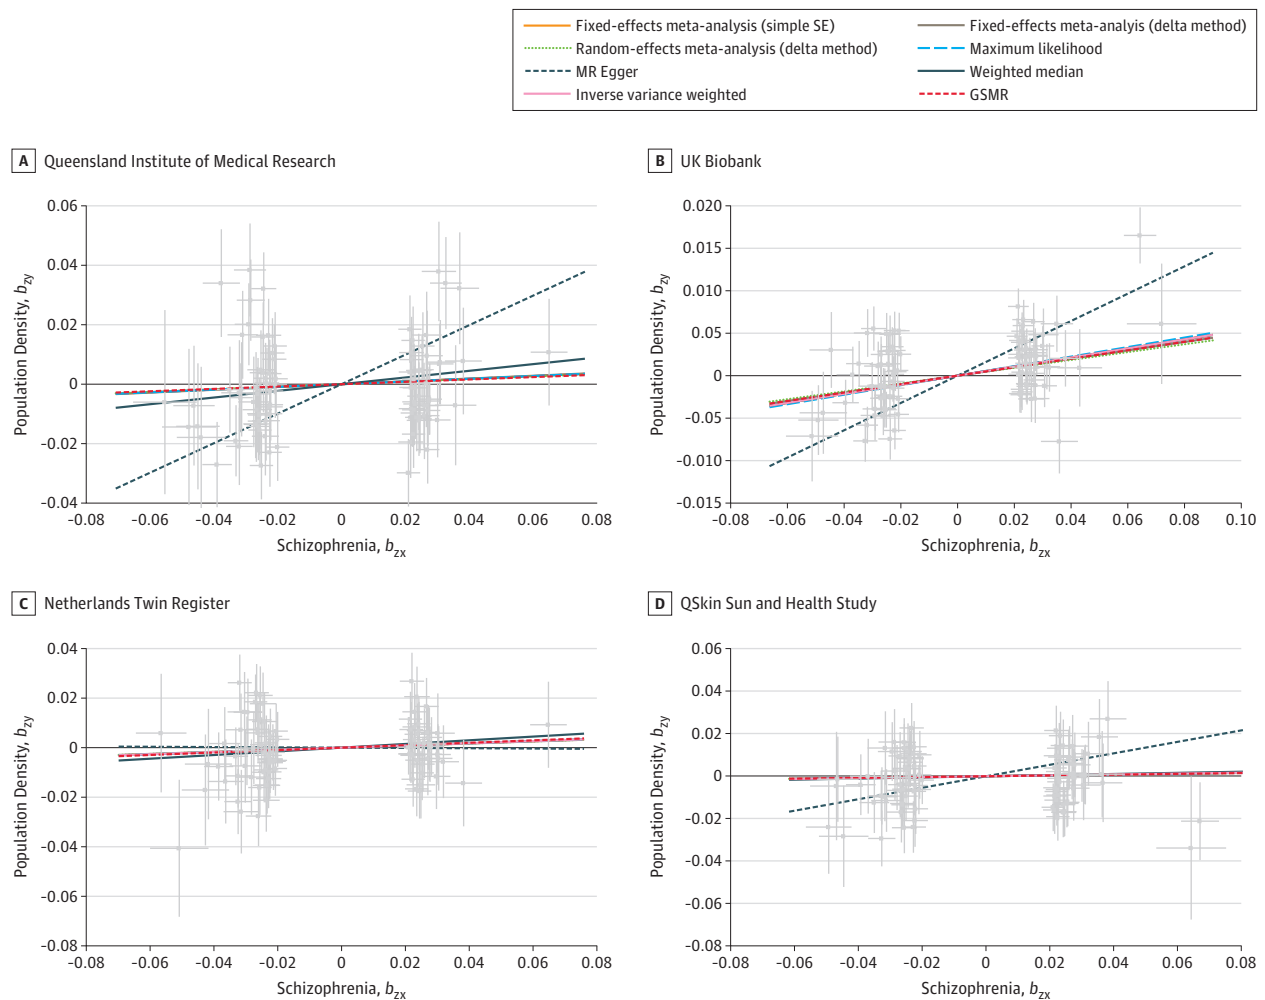 Fixed-effects meta-analysis (simple SE)
Fixed-effects meta-analyis (delta method)
Random-effects meta-analysis (delta method)
Maximum likelihood
MR Egger
Weighted median
Inverse variance weighted
GSMR
A Queensland Institute of Medical Research
0.06
0.04
0.02
0
-0.02
-0.04
Population Density, bzy
-0.08 -0.06 -0.04 -0.02 0 0.02 0.04 0.06 0.08
Schizophrenia, bzx
B UK Biobank
0.020
0.015
0.010
0.005
0
-0.005
-0.010
-0.015
Population Density, bzy
-0.08 -0.06 -0.04 -0.02 0 0.02 0.04 0.06 0.08 0.10
Schizophrenia, bzx
C Netherlands Twin Register
0.04
0.02
0
-0.02
-0.04
-0.06
-0.08
Population Density, bzy
-0.08 -0.06 -0.04 -0.02 0 0.02 0.04 0.06 0.08
Schizophrenia, bzx
D QSkin Sun and Health Study
0.06
0.04
0.02
0
-0.02
-0.04
-0.06
-0.08
Population Density, bzy
-0.08 -0.06 -0.04 -0.02 0 0.02 0.04 0.06 0.08
Schizophrenia, bzx